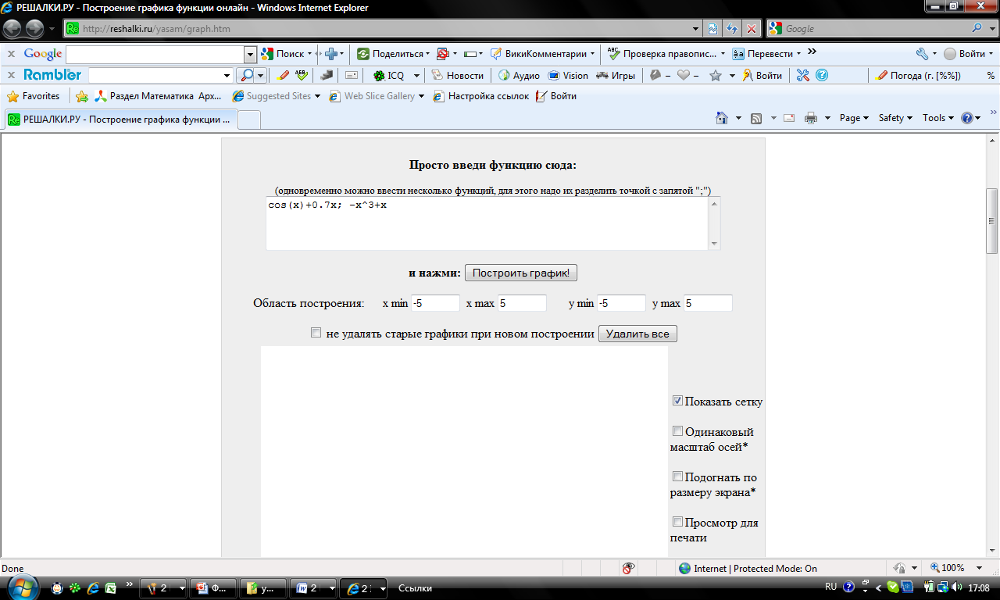 РЕШАЛКИ.РУ - Построение графика функции онлайн - Windows Internet Explorer
http://reshalki.ru/yasam/graph.htm Google
x Google Поиск Поделиться ВикиКомментарии Проверка правопис... Перевести Войти
x Rambler ICQ Новости Аудио Vision Игры Войти Погода (г. [%%]) %
Favorites Раздел Математика Арх... Suggested Sites Web Slice Gallery Настройка ссылок Войти
РЕШАЛКИ.РУ - Построение графика функции ... Page Safety Tools
Просто введи функцию сюда:
(одновременно можно ввести несколько функций, для этого надо их разделить точкой с запятой ";")
cos(x)+0.7x; -x^3+x
и нажми: Построить график!
Область построения: x min -5 x max 5 y min -5 y max 5
не удалять старые графики при новом построении Удалить все
Показать сетку
Одинаковый
масштаб осей*
Подогнать по
размеру экрана*
Просмотр для
печати
Done Internet | Protected Mode: On 100%
2 Ф... у... 2 2 Ссылки RU 17:08